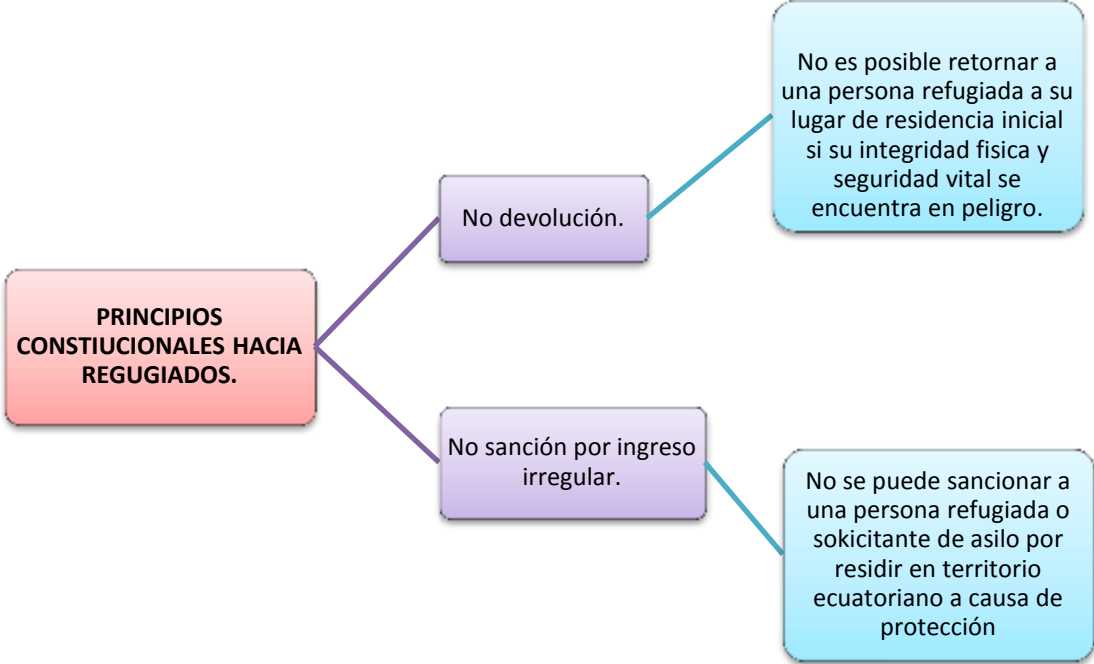 PRINCIPIOS
CONSTIUCIONALES HACIA
REGUGIADOS.
No devolución.
No es posible retornar a
una persona refugiada a su
lugar de residencia inicial
si su integridad fisica y
seguridad vital se
encuentra en peligro.
No sanción por ingreso
irregular.
No se puede sancionar a
una persona refugiada o
sokicitante de asilo por
residir en territorio
ecuatoriano a causa de
protección